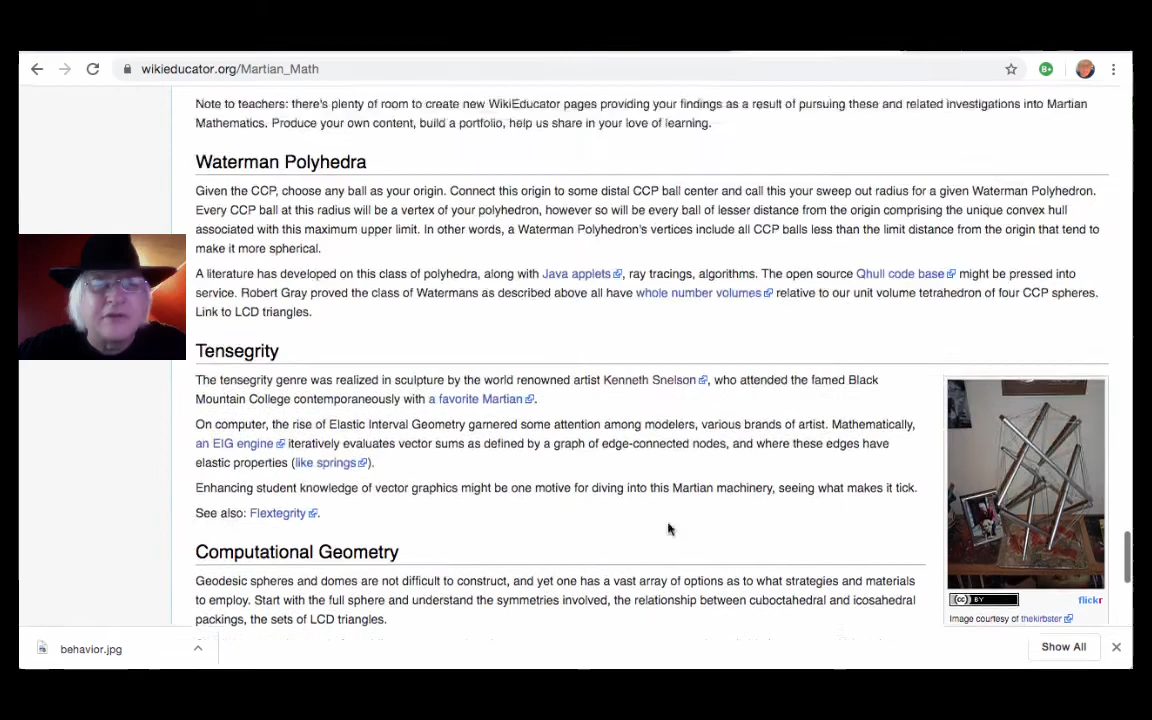 wikieducator.org/Martian_Math
Note to teachers: there's plenty of room to create new WikiEducator pages providing your findings as a result of pursuing these and related investigations into Martian
Mathematics. Produce your own content, build a portfolio, help us share in your love of learning.
Waterman Polyhedra
Given the CCP, choose any ball as your origin. Connect this origin to some distal CCP ball center and call this your sweep out radius for a given Waterman Polyhedron.
Every CCP ball at this radius will be a vertex of your polyhedron, however so will be every ball of lesser distance from the origin comprising the unique convex hull
associated with this maximum upper limit. In other words, a Waterman Polyhedron's vertices include all CCP balls less than the limit distance from the origin that tend to
make it more spherical.
A literature has developed on this class of polyhedra, along with Java applets, ray tracings, algorithms. The open source Qhull code base might be pressed into
service. Robert Gray proved the class of Watermans as described above all have whole number volumes relative to our unit volume tetrahedron of four CCP spheres.
Link to LCD triangles.
Tensegrity
The tensegrity genre was realized in sculpture by the world renowned artist Kenneth Snelson, who attended the famed Black
Mountain College contemporaneously with a favorite Martian.
On computer, the rise of Elastic Interval Geometry garnered some attention among modelers, various brands of artist. Mathematically,
an EIG engine iteratively evaluates vector sums as defined by a graph of edge-connected nodes, and where these edges have
elastic properties (like springs).
Enhancing student knowledge of vector graphics might be one motive for diving into this Martian machinery, seeing what makes it tick.
See also: Flextegrity.
Computational Geometry
Geodesic spheres and domes are not difficult to construct, and yet one has a vast array of options as to what strategies and materials
to employ. Start with the full sphere and understand the symmetries involved, the relationship between cuboctahedral and icosahedral
packings, the sets of LCD triangles.
(cc) BY
flickr
Image courtesy of thekirbster
behavior.jpg
Show All